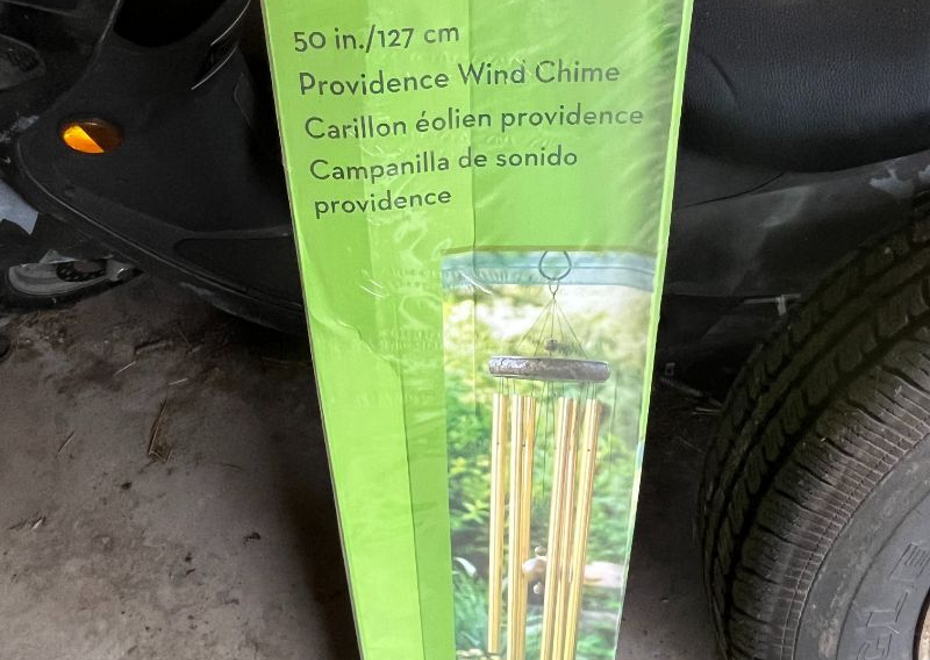 50 in./127 cm
Providence Wind Chime
Carillon éolien providence
Campanilla de sonido
providence